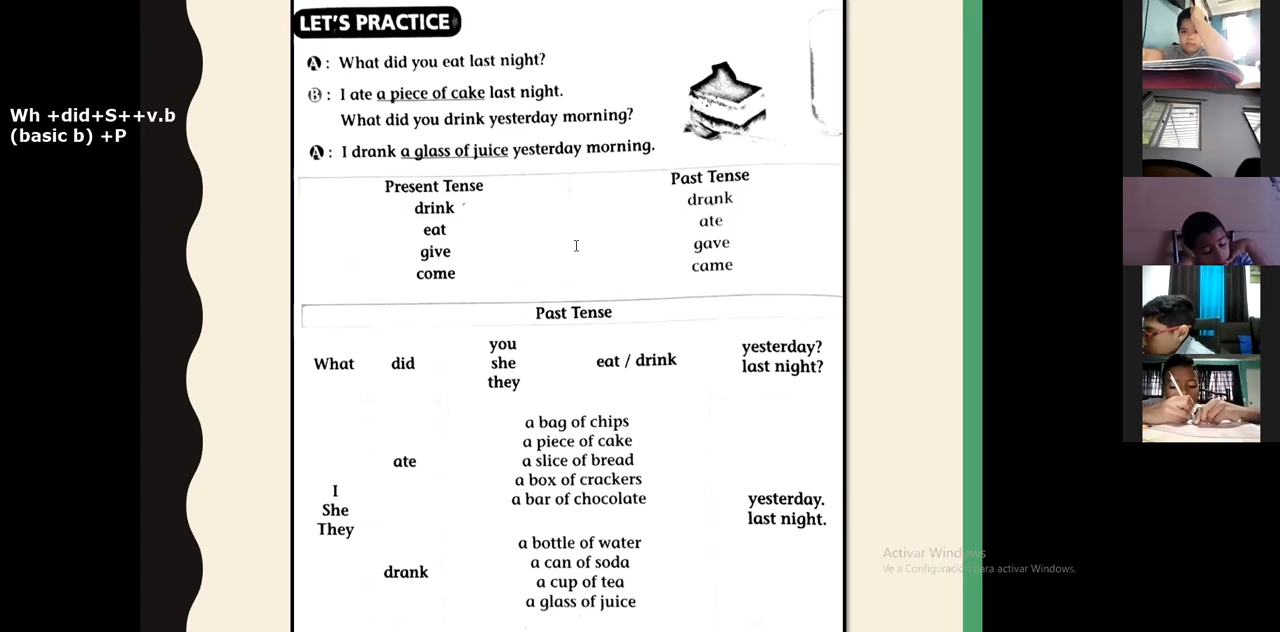 Wh +did+S++v.b
(basic b) +P
LET'S PRACTICE
A : What did you eat last night?
B : I ate a piece of cake last night.
What did you drink yesterday morning?
A : I drank a glass of juice yesterday morning.
Present Tense Past Tense
drink drank
eat ate
give gave
come came
Past Tense
you
she
they
What did eat / drink
yesterday?
last night?
a bag of chips
a piece of cake
a slice of bread
a box of crackers
a bar of chocolate
ate
I
She
They
yesterday.
last night.
a bottle of water
a can of soda
a cup of tea
a glass of juice
drank
Activar Windows
Ve a Configuración para activar Windows.